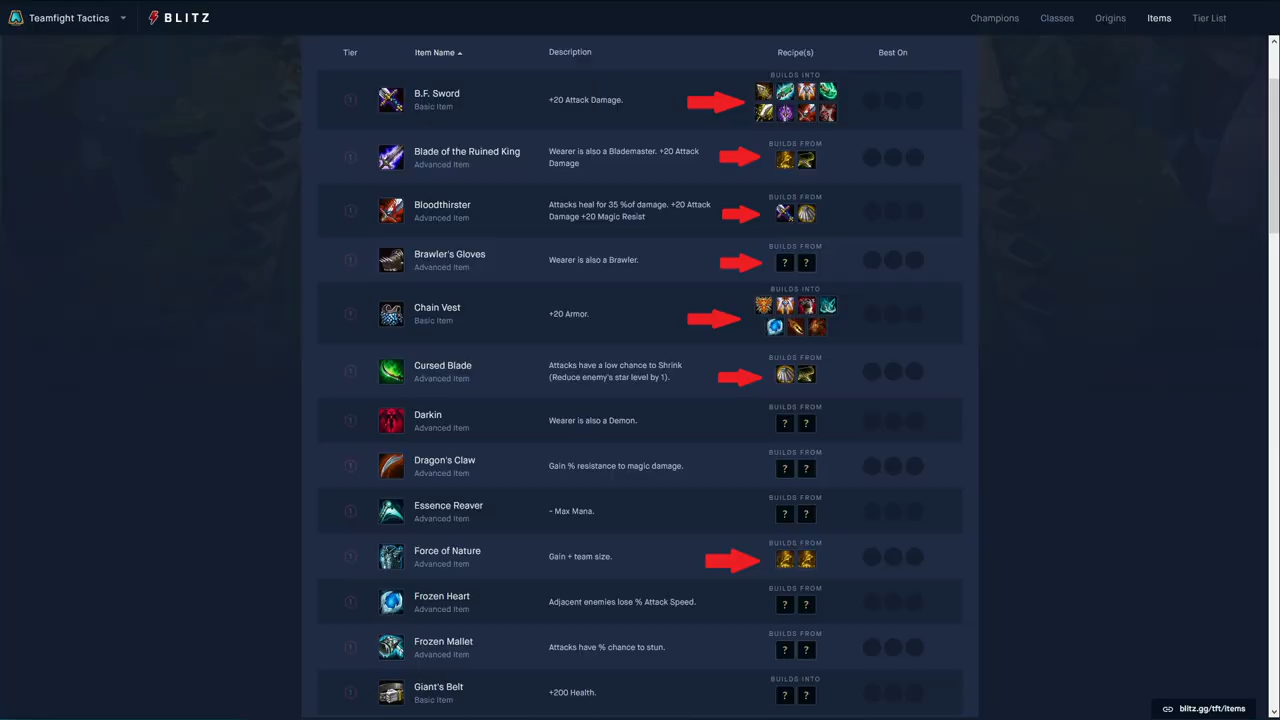 Teamfight Tactics
BLITZ
Champions
Classes
Origins
Items
Tier List
Tier
Item Name
Description
Recipe(s)
Best On
B.F. Sword
Basic Item
+20 Attack Damage.
BUILDS INTO
Blade of the Ruined King
Advanced Item
Wearer is also a Blademaster. +20 Attack
Damage
BUILDS FROM
Bloodthirster
Advanced Item
Attacks heal for 35 %of damage. +20 Attack
Damage +20 Magic Resist
BUILDS FROM
Brawler's Gloves
Advanced Item
Wearer is also a Brawler.
BUILDS FROM
? ?
Chain Vest
Basic Item
+20 Armor.
BUILDS INTO
Cursed Blade
Advanced Item
Attacks have a low chance to Shrink
(Reduce enemy's star level by 1).
BUILDS FROM
Darkin
Advanced Item
Wearer is also a Demon.
BUILDS FROM
? ?
Dragon's Claw
Advanced Item
Gain % resistance to magic damage.
BUILDS FROM
? ?
Essence Reaver
Advanced Item
- Max Mana.
BUILDS FROM
? ?
Force of Nature
Advanced Item
Gain + team size.
BUILDS FROM
Frozen Heart
Advanced Item
Adjacent enemies lose % Attack Speed.
BUILDS FROM
? ?
Frozen Mallet
Advanced Item
Attacks have % chance to stun.
BUILDS FROM
? ?
Giant's Belt
Basic Item
+200 Health.
BUILDS INTO
? ?
blitz.gg/tft/items